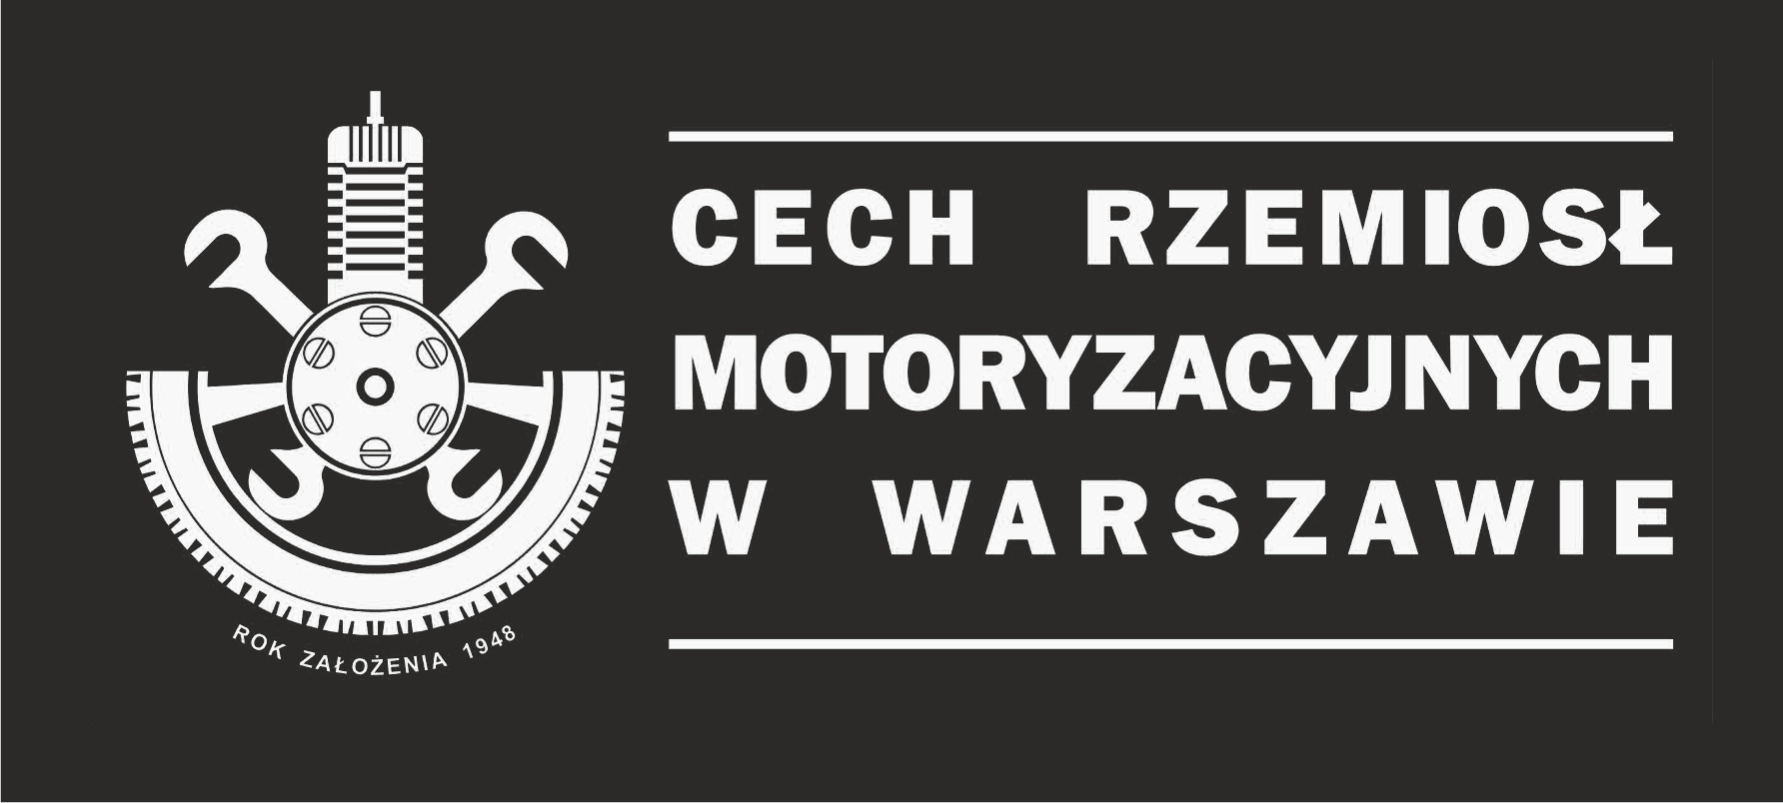 CECH RZEMIOSŁ
MOTORYZACYJNYCH
W WARSZAWIE
ROK ZAŁOŻENIA 1948